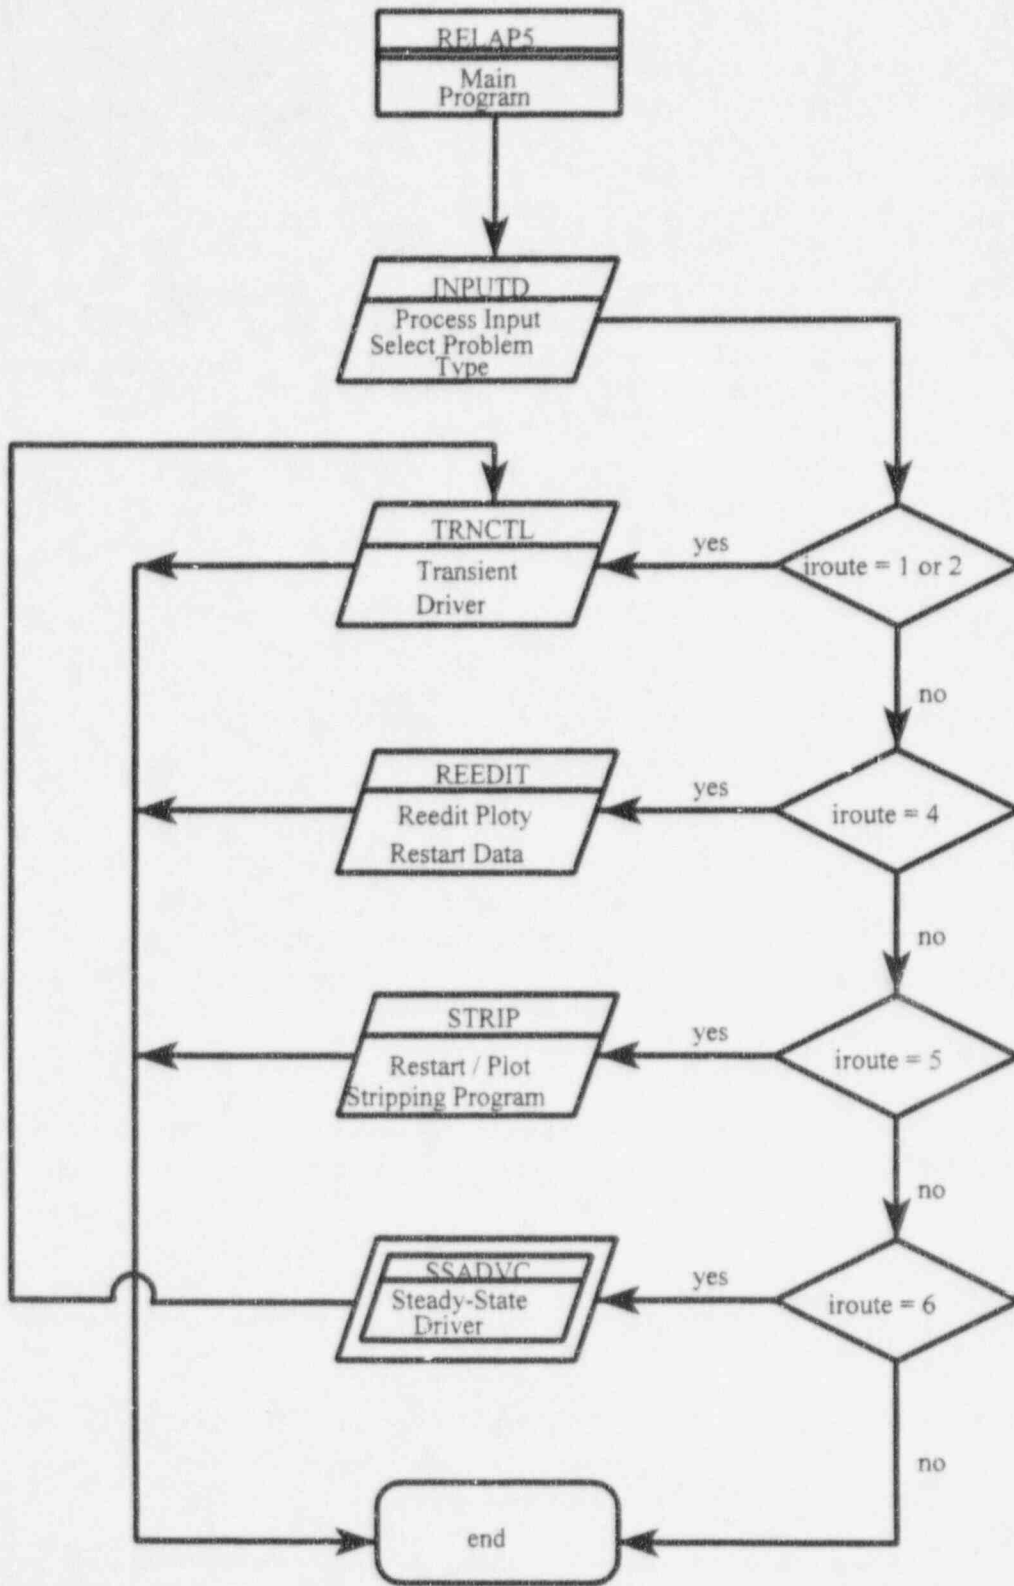 RELAP5
Main
Program
INPUTD
Process Input
Select Problem
Type
TRNCTL
Transient
Driver
yes
iroute = 1 or 2
no
REEDIT
Reedit Ploty
Restart Data
yes
iroute = 4
no
STRIP
Restart / Plot
Stripping Program
yes
iroute = 5
no
SSADVC
Steady-State
Driver
yes
iroute = 6
no
end